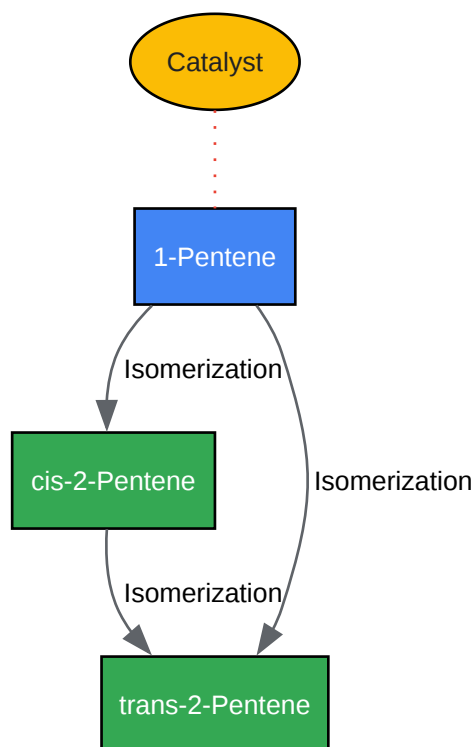 Catalyst
1-Pentene
Isomerization
cis-2-Pentene
Isomerization
Isomerization
trans-2-Pentene